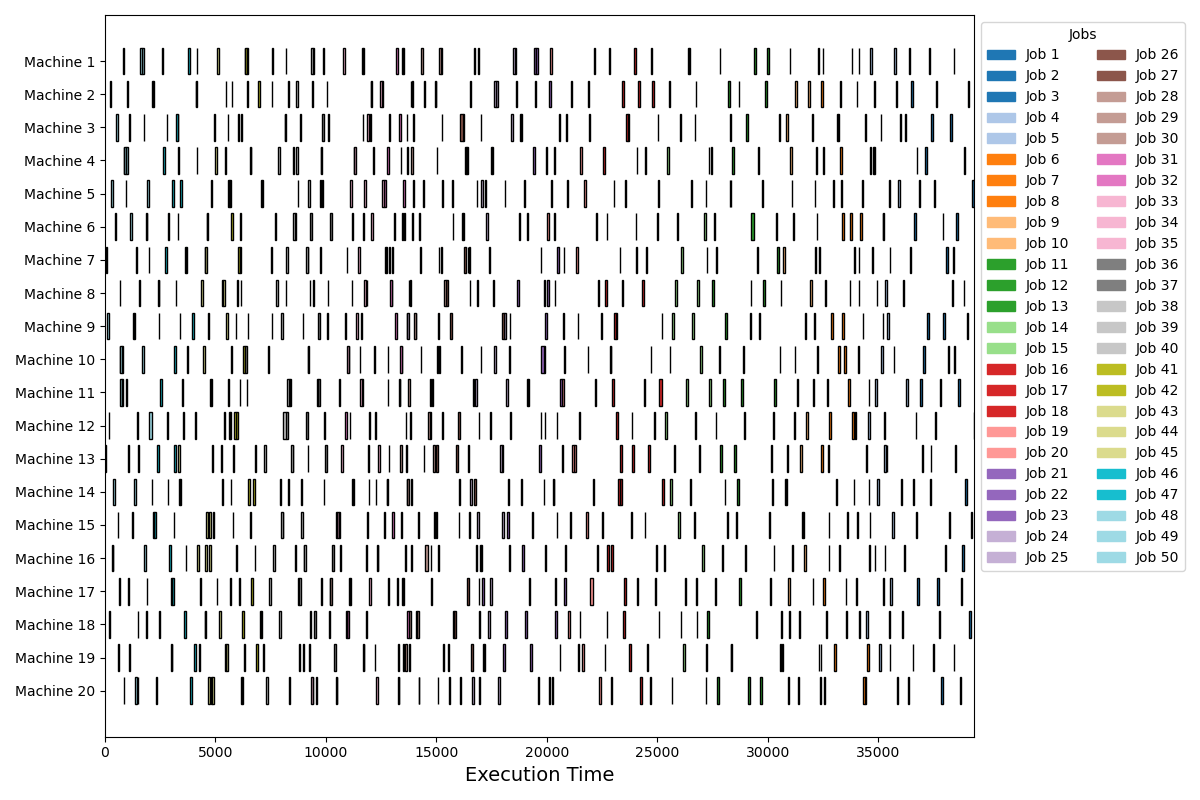 Machine 1
Machine 2
Machine 3
Machine 4
Machine 5
Machine 6
Machine 7
Machine 8
Machine 9
Machine 10
Machine 11
Machine 12
Machine 13
Machine 14
Machine 15
Machine 16
Machine 17
Machine 18
Machine 19
Machine 20
0 5000 10000 15000 20000 25000 30000 35000
Execution Time
Jobs
Job 1
Job 2
Job 3
Job 4
Job 5
Job 6
Job 7
Job 8
Job 9
Job 10
Job 11
Job 12
Job 13
Job 14
Job 15
Job 16
Job 17
Job 18
Job 19
Job 20
Job 21
Job 22
Job 23
Job 24
Job 25
Job 26
Job 27
Job 28
Job 29
Job 30
Job 31
Job 32
Job 33
Job 34
Job 35
Job 36
Job 37
Job 38
Job 39
Job 40
Job 41
Job 42
Job 43
Job 44
Job 45
Job 46
Job 47
Job 48
Job 49
Job 50